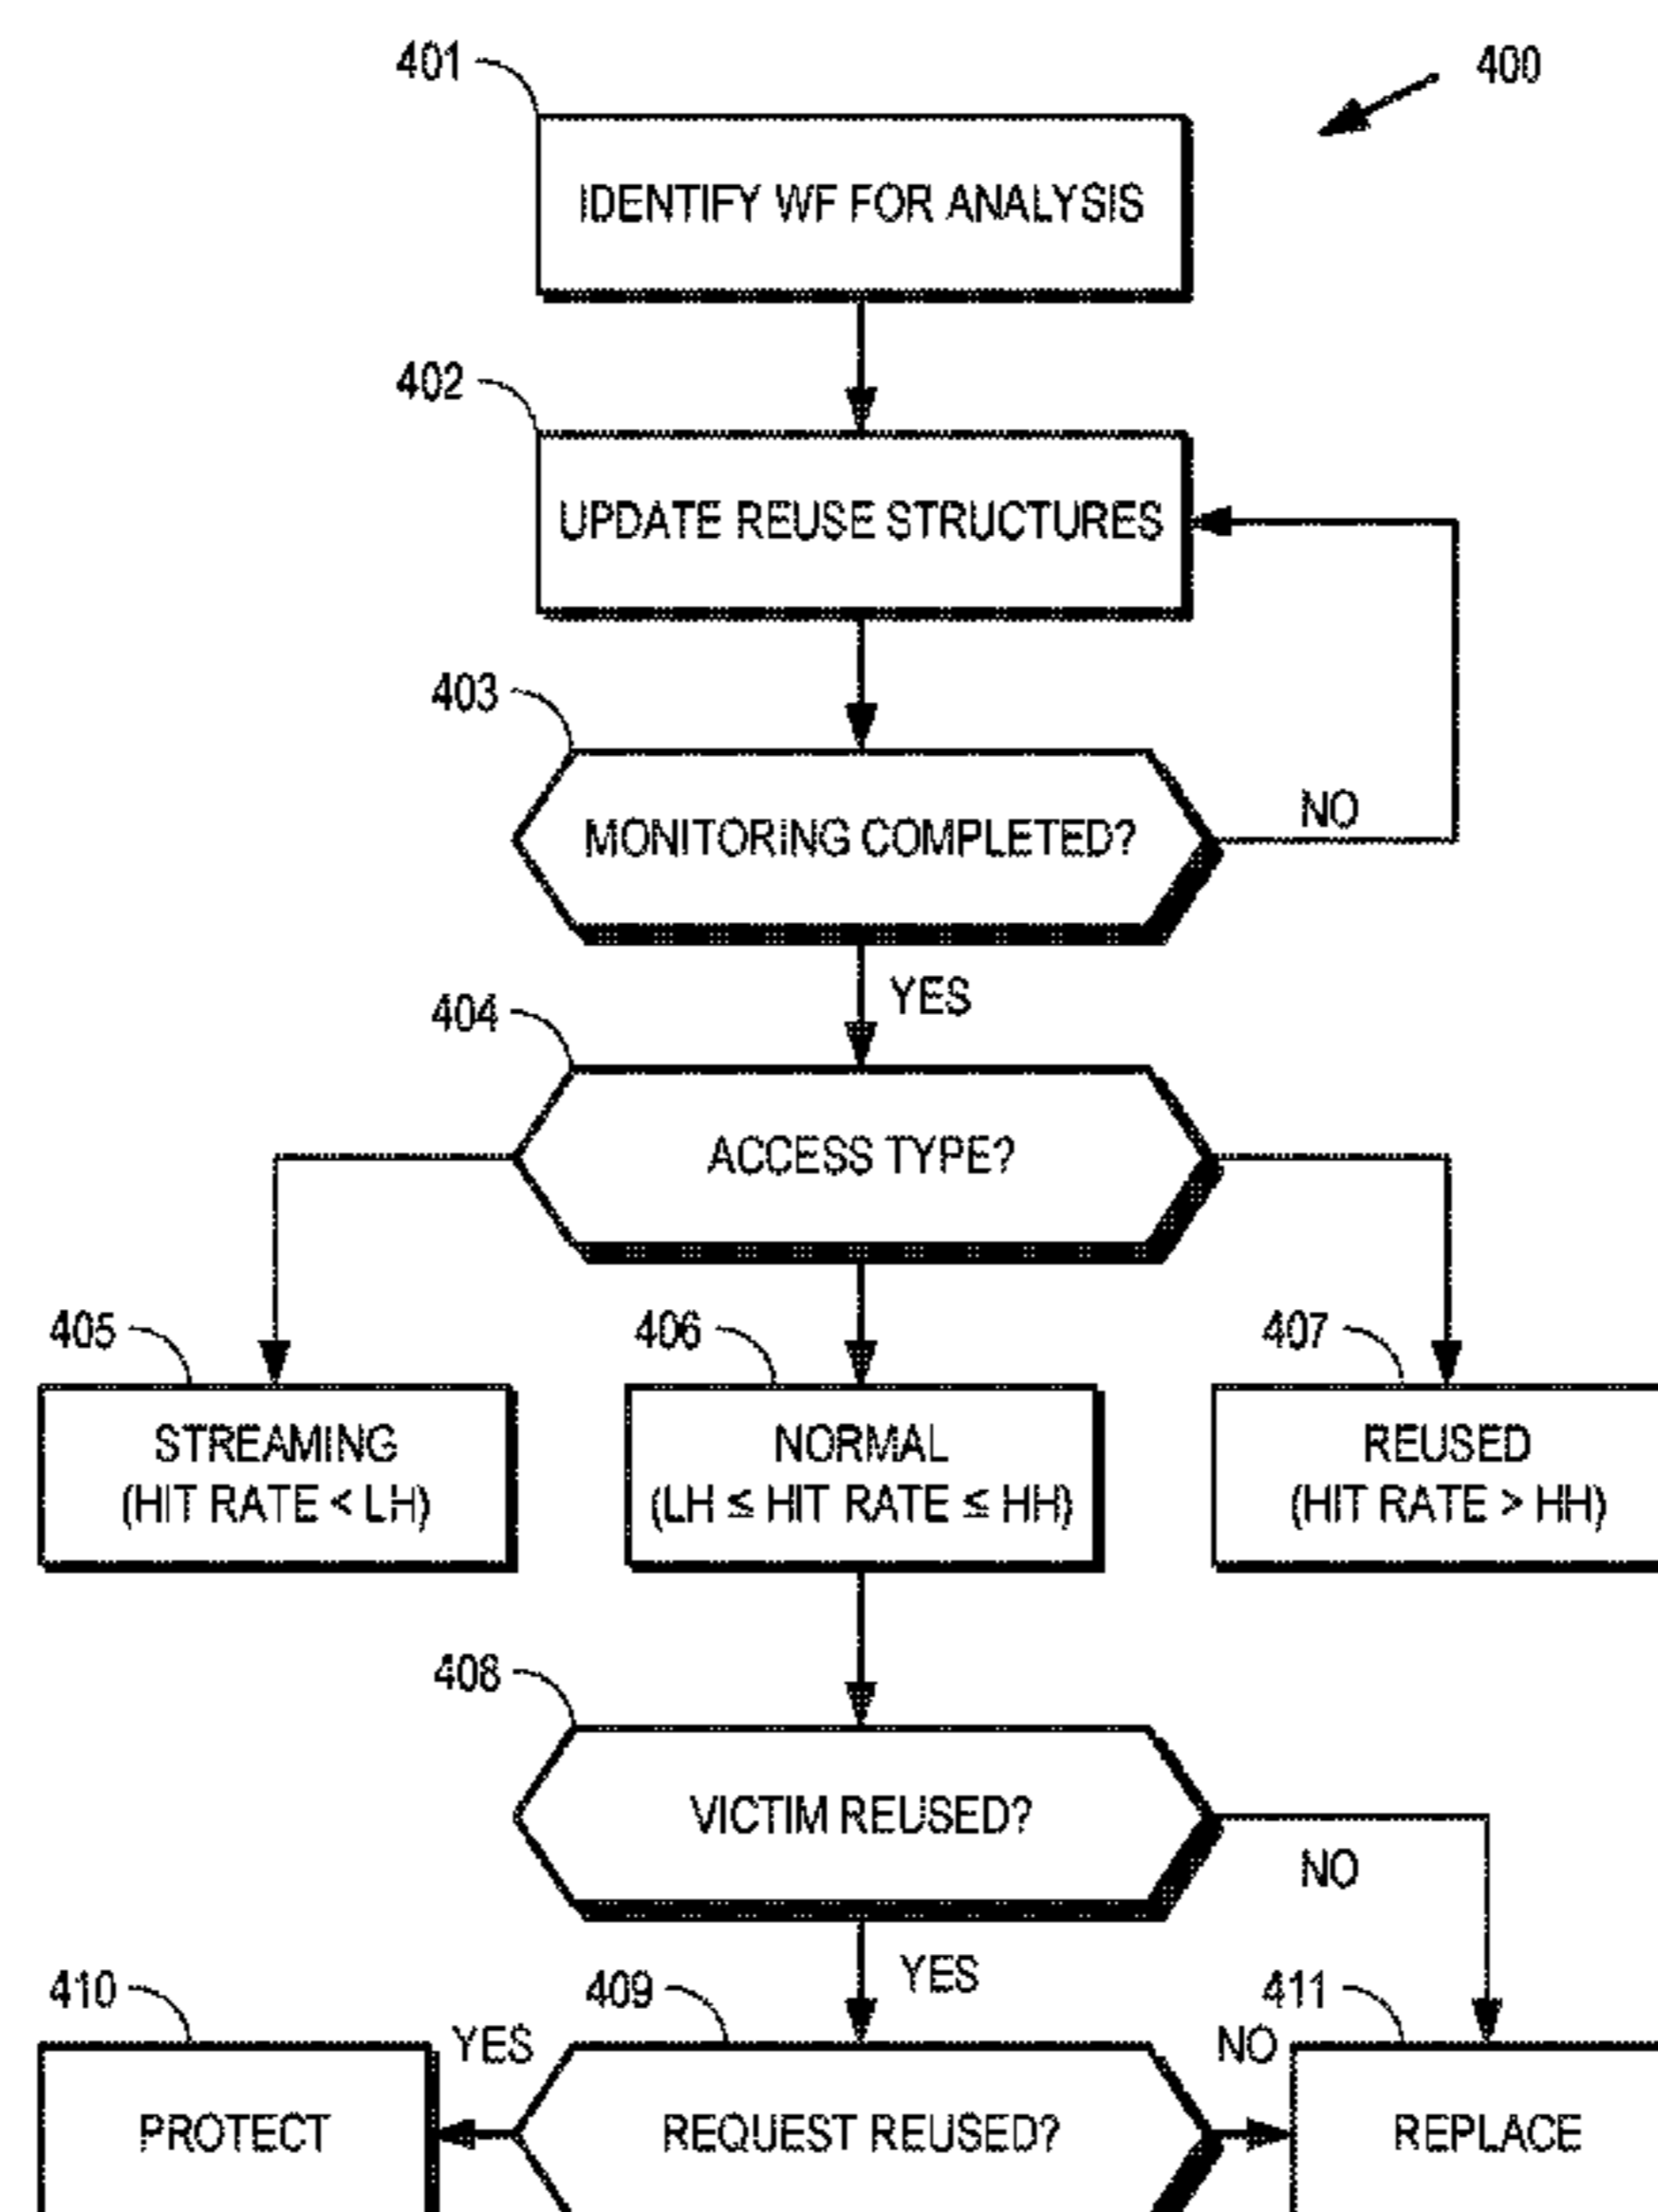 401
400
IDENTIFY WF FOR ANALYSIS
402
UPDATE REUSE STRUCTURES
403
MONITORING COMPLETED?
NO
YES
404
ACCESS TYPE?
405
406
407
STREAMING
(HIT RATE < LH)
NORMAL
(LH ≤ HIT RATE ≤ HH)
REUSED
(HIT RATE > HH)
408
VICTIM REUSED?
NO
YES
410
409
411
YES
NO
PROTECT
REQUEST REUSED?
REPLACE